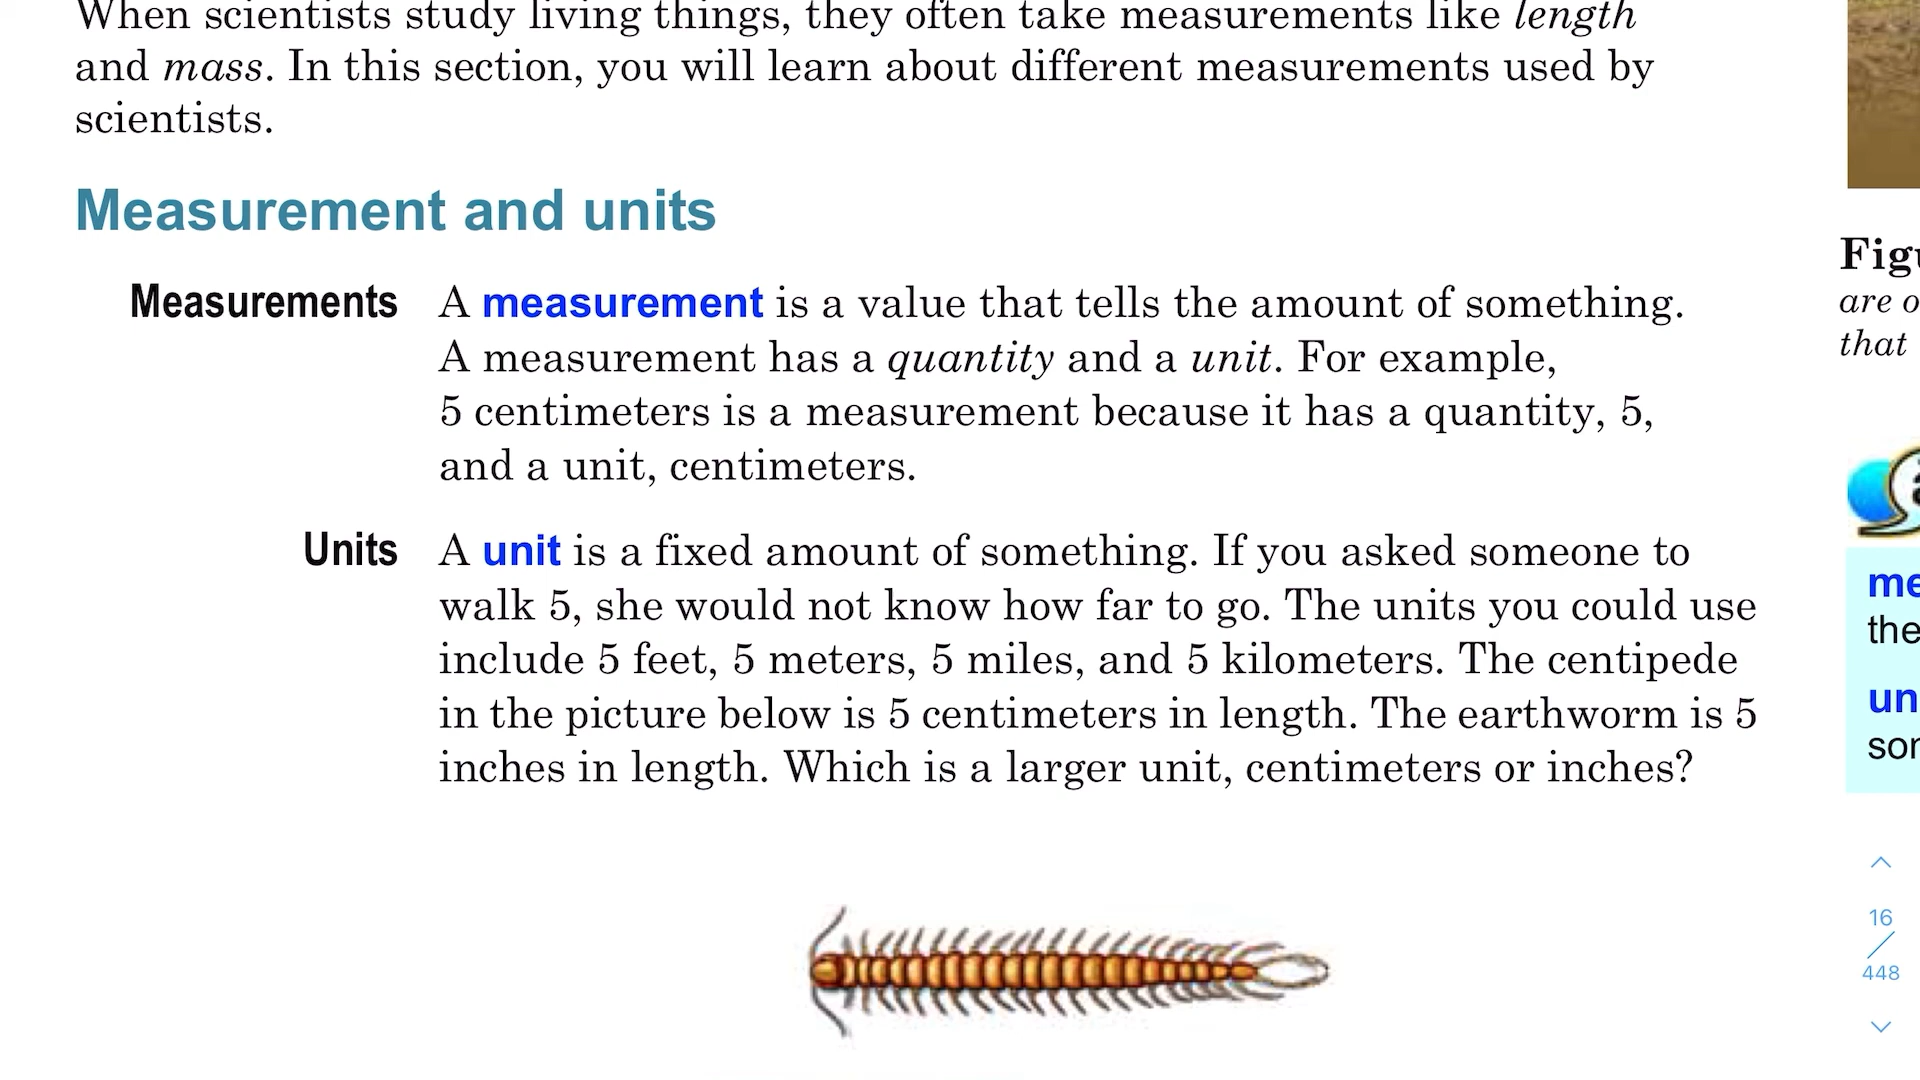 When scientists study living things, they often take measurements like length
and mass. In this section, you will learn about different measurements used by
scientists.
Measurement and units
Measurements
A measurement is a value that tells the amount of something.
A measurement has a quantity and a unit. For example,
5 centimeters is a measurement because it has a quantity, 5,
and a unit, centimeters.
Units
A unit is a fixed amount of something. If you asked someone to
walk 5, she would not know how far to go. The units you could use
include 5 feet, 5 meters, 5 miles, and 5 kilometers. The centipede
in the picture below is 5 centimeters in length. The earthworm is 5
inches in length. Which is a larger unit, centimeters or inches?
are o
that
the
16
/
448